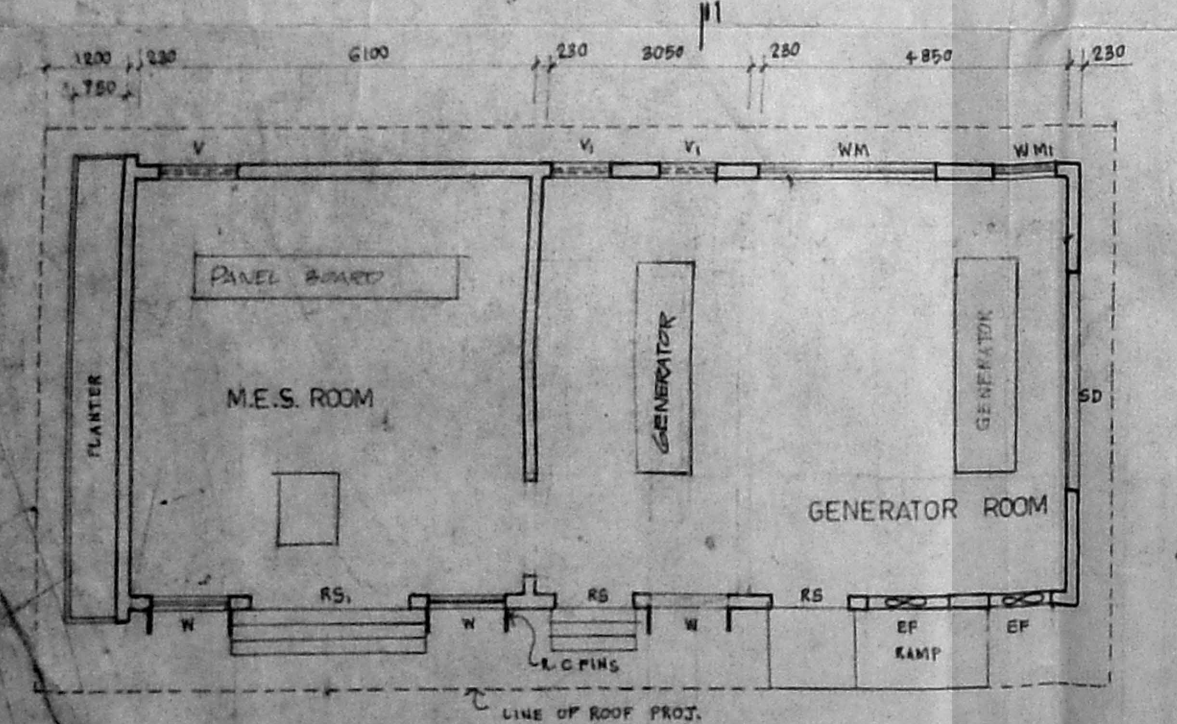 1
1200 230 6100 230 3050 230 4850 230
750
V V1 V1 WM WM1
PANEL BOARD
GENERATOR
GENERATOR
PLANTER
M.E.S. ROOM
SD
GENERATOR ROOM
RS1 RS RS
W W W EF EF
RAMP
R.C FINS
LINE OF ROOF PROJ.